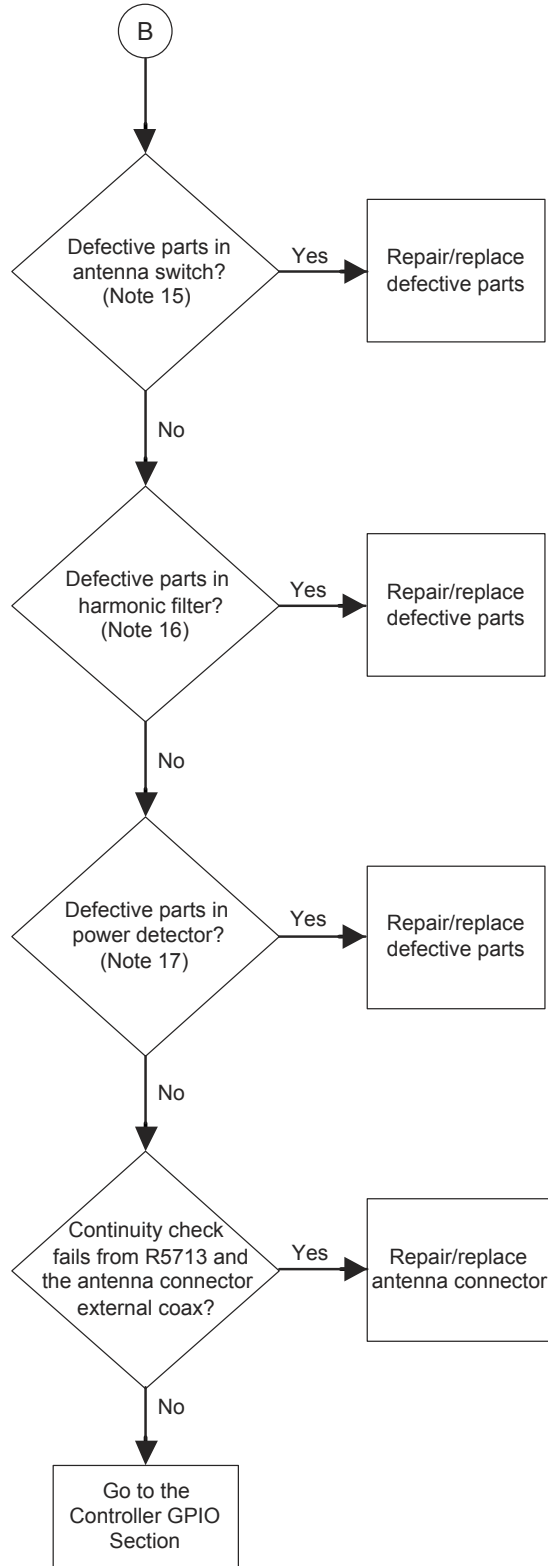 B
Defective parts in
antenna switch?
(Note 15)
Yes
Repair/replace
defective parts
No
Defective parts in
harmonic filter?
(Note 16)
Yes
Repair/replace
defective parts
No
Defective parts in
power detector?
(Note 17)
Yes
Repair/replace
defective parts
No
Continuity check
fails from R5713 and
the antenna connector
external coax?
Yes
Repair/replace
antenna connector
No
Go to the
Controller GPIO
Section